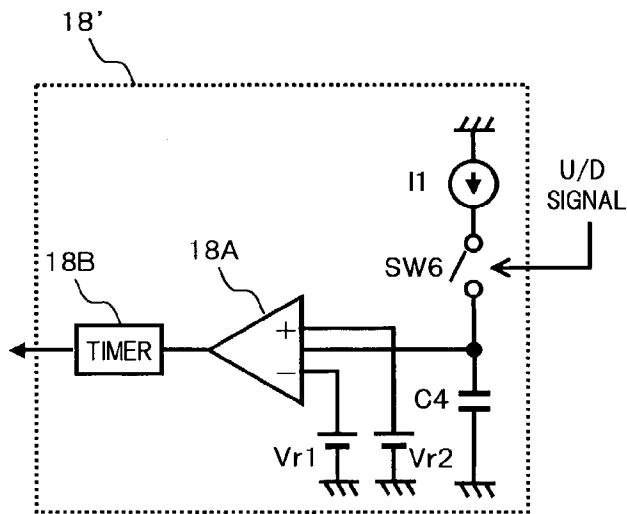 18'
I1
U/D
SIGNAL
SW6
18A
18B
+
TIMER
−
C4
Vr1
Vr2